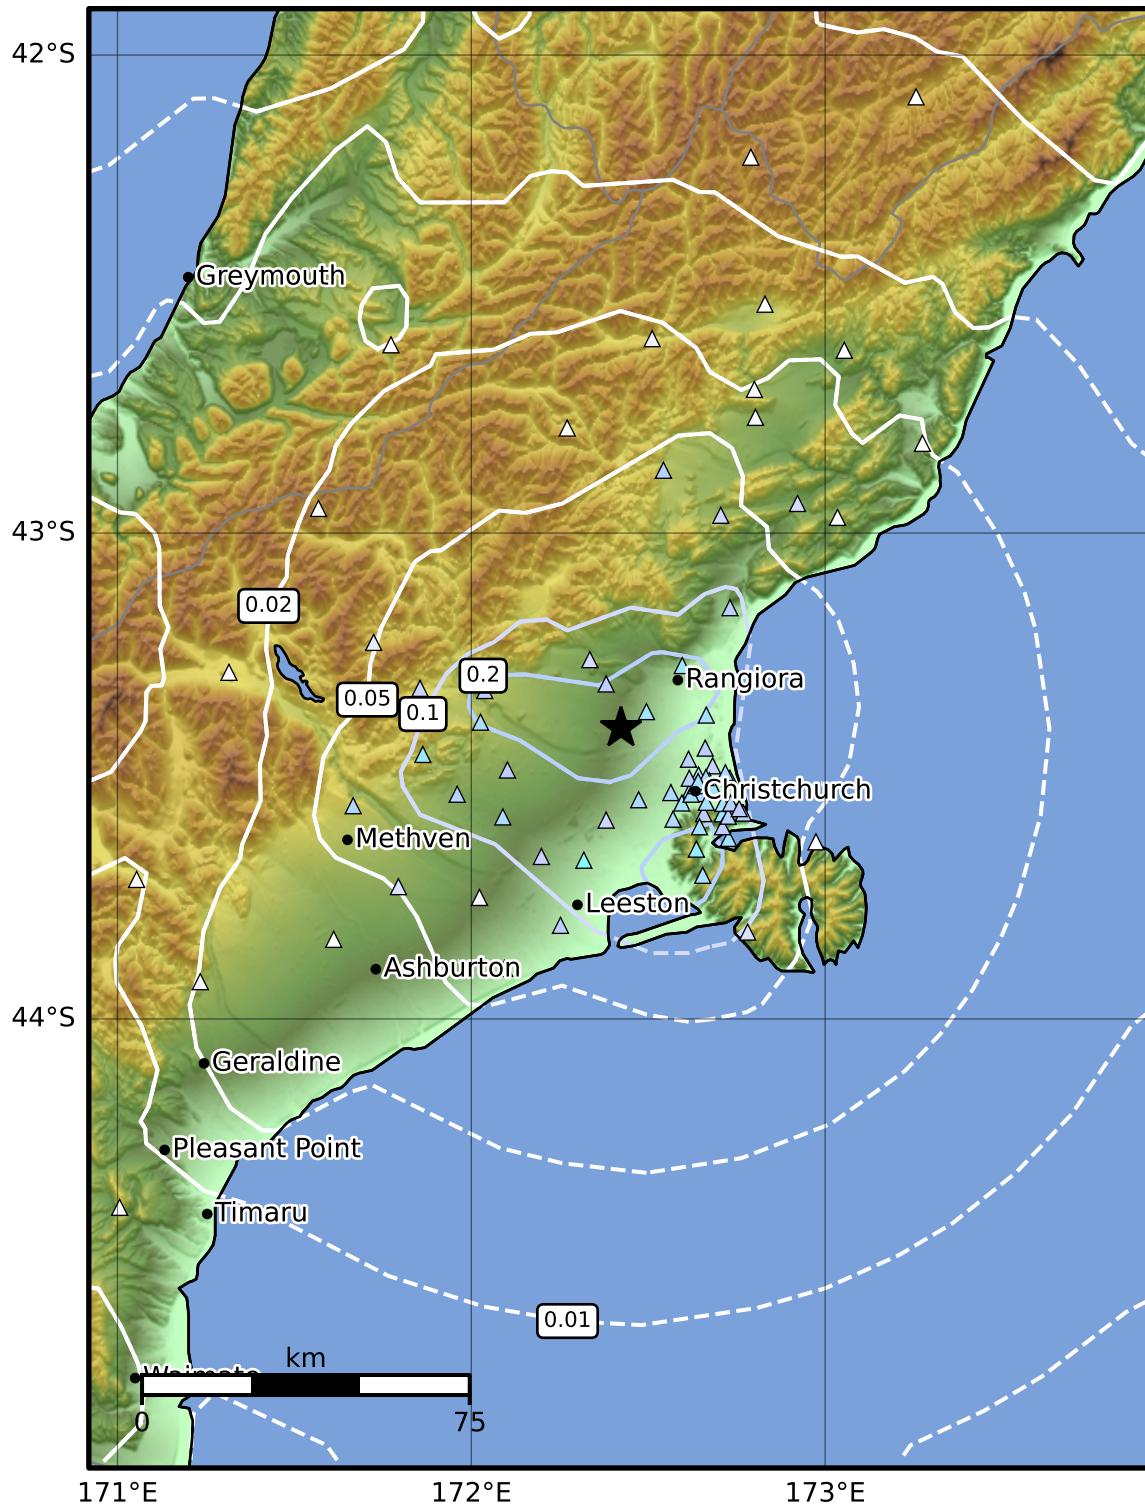 42°S
Greymouth
43°S
0.02
0.2
Rangiora
0.05
0.1
Christchurch
Methven
Leeston
Ashburton
44°S
Geraldine
Pleasant Point
Timaru
0.01
km
Waimate
0 75
171°E 172°E 173°E